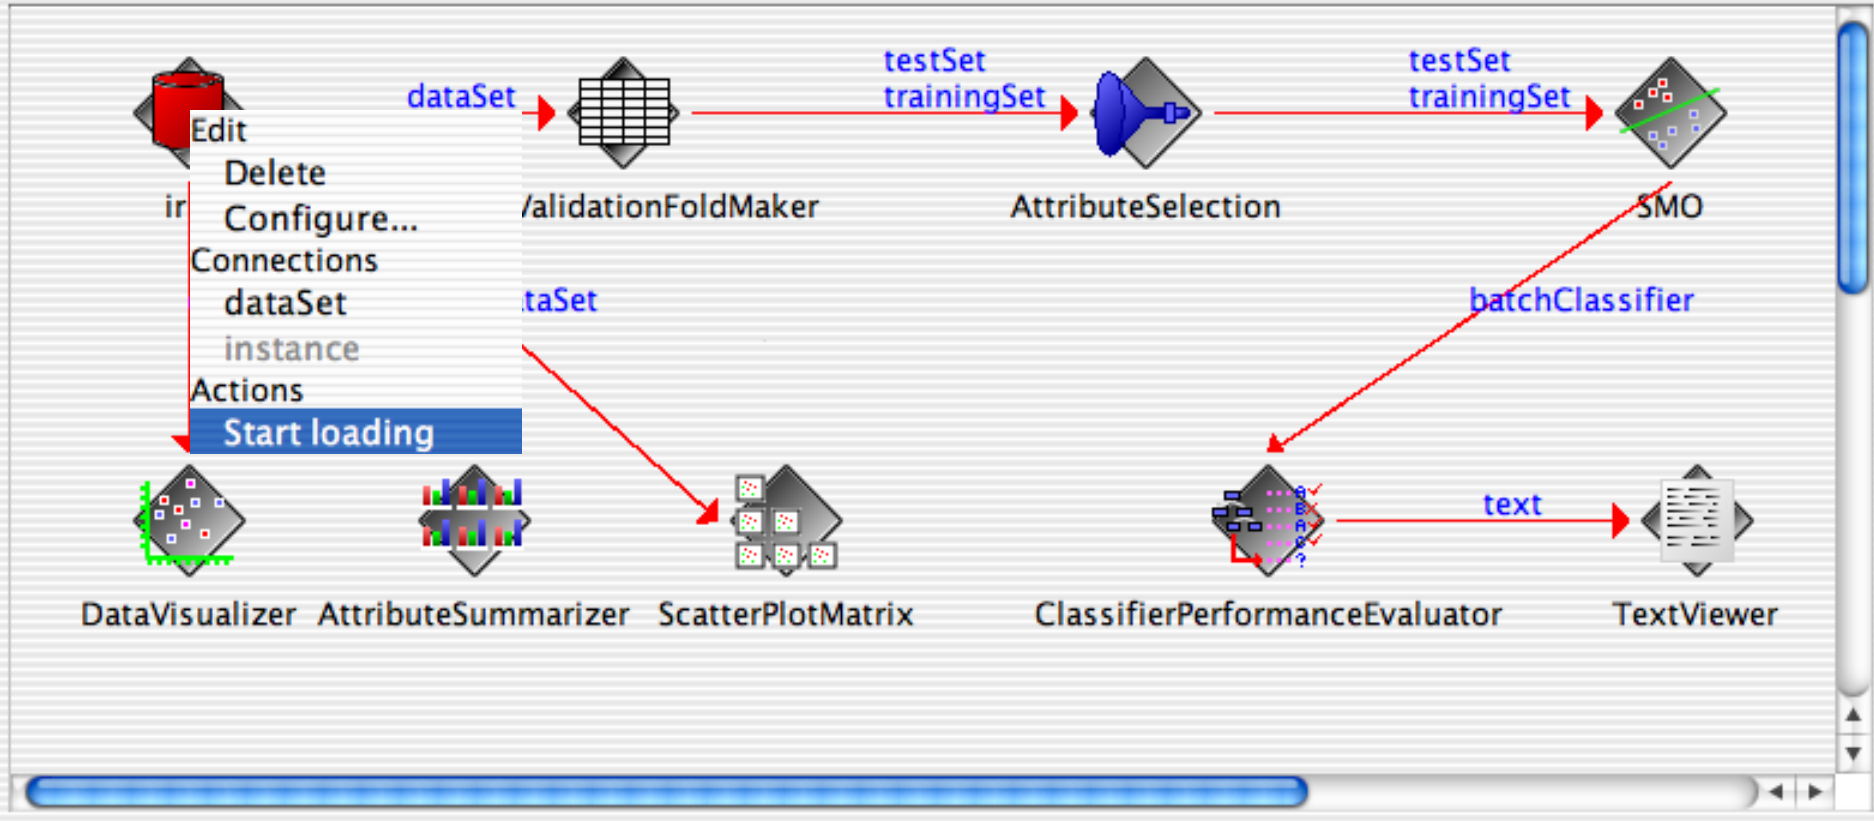 testSet
testSet
dataSet
trainingSet
trainingSet
Edit
Delete
ir
/alidationFoldMaker
AttributeSelection
SMO
Configure...
Connections
dataSet
taSet
batchClassifier
instance
Actions
Start loading
text
DataVisualizer
AttributeSummarizer
ScatterPlotMatrix
ClassifierPerformanceEvaluator
TextViewer